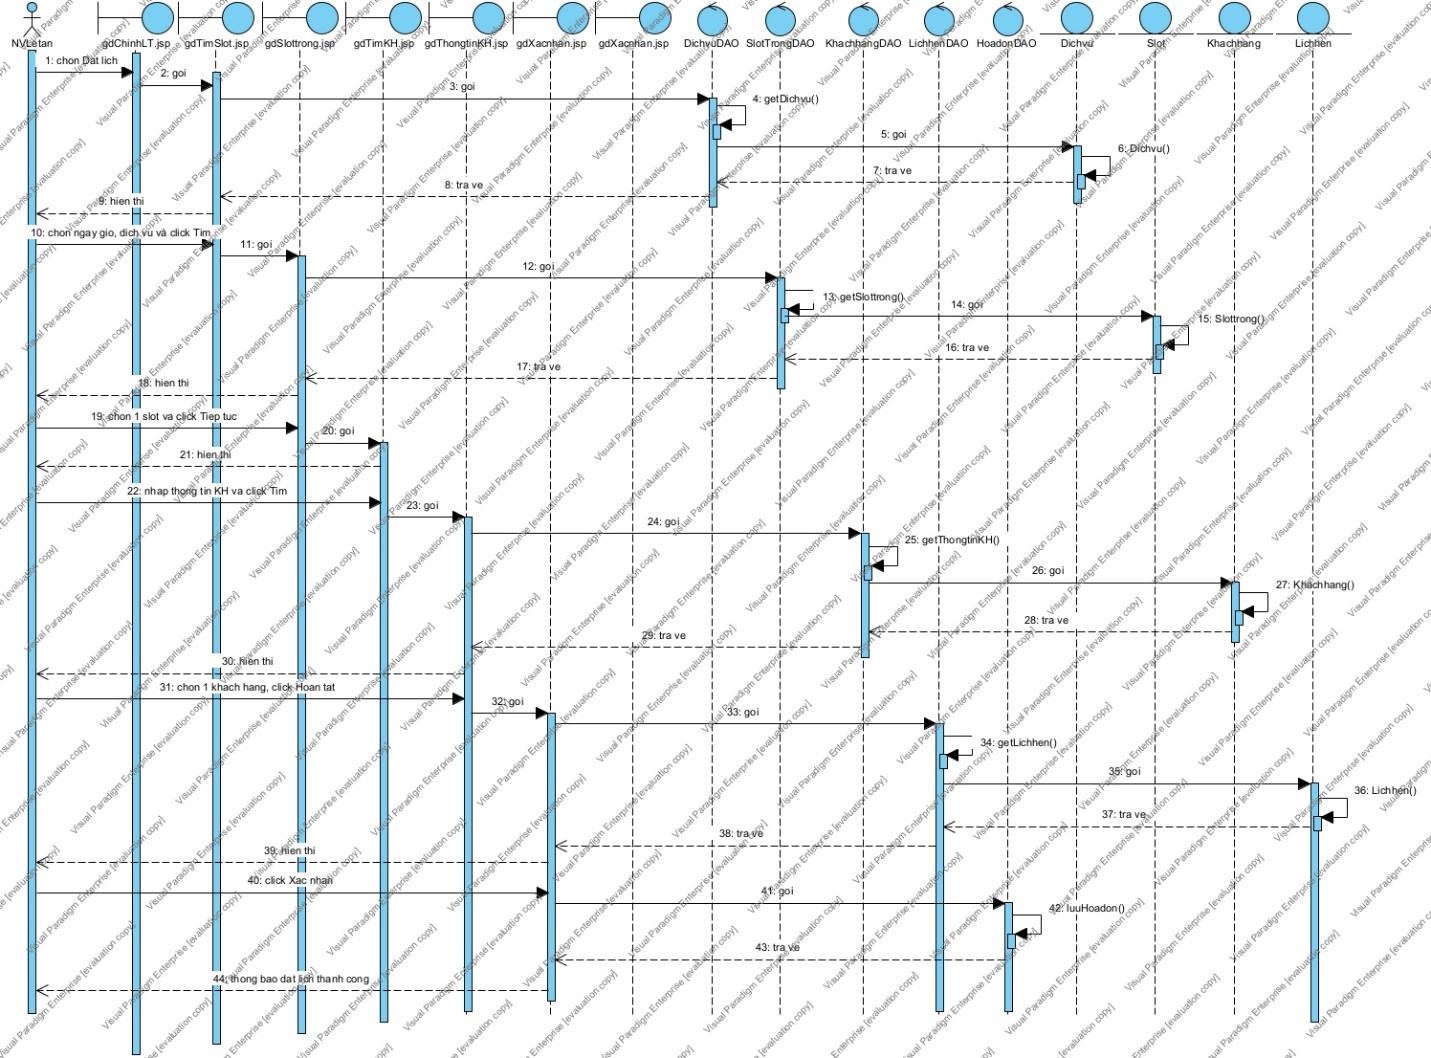 NVLetan
gdChinhLT.jsp
gdTimSlot.jsp
gdSlottrong.jsp
gdTimKH.jsp
gdThongtinKH.jsp
gdXacnhan.jsp
gdXacnhan.jsp
DichvuDAO
SlotTrongDAO
KhachhangDAO
LichhenDAO
HoadonDAO
Dichvu
Slot
Khachhang
Lichhen
1: chon Dat lich
2: goi
3: goi
4: getDichvu()
5: goi
6: Dichvu()
7: tra ve
8: tra ve
9: hien thi
10: chon ngay gio, dich vu và click Tim
11: goi
12: goi
13: getSlottrong()
14: goi
15: Slottrong()
16: tra ve
17: tra ve
18: hien thi
19: chon 1 slot va click Tiep tuc
20: goi
21: hien thi
22: nhap thong tin KH va click Tim
23: goi
24: goi
25: getThongtinKH()
26: goi
27: Khachhang()
28: tra ve
29: tra ve
30: hien thi
31: chon 1 khach hang, click Hoan tat
32: goi
33: goi
34: getLichhen()
35: goi
36: Lichhen()
37: tra ve
38: tra ve
39: hien thi
40: click Xac nhan
41: goi
42: luuHoadon()
43: tra ve
44: thong bao dat lich thanh cong
Visual Paradigm Enterprise [evaluation copy]